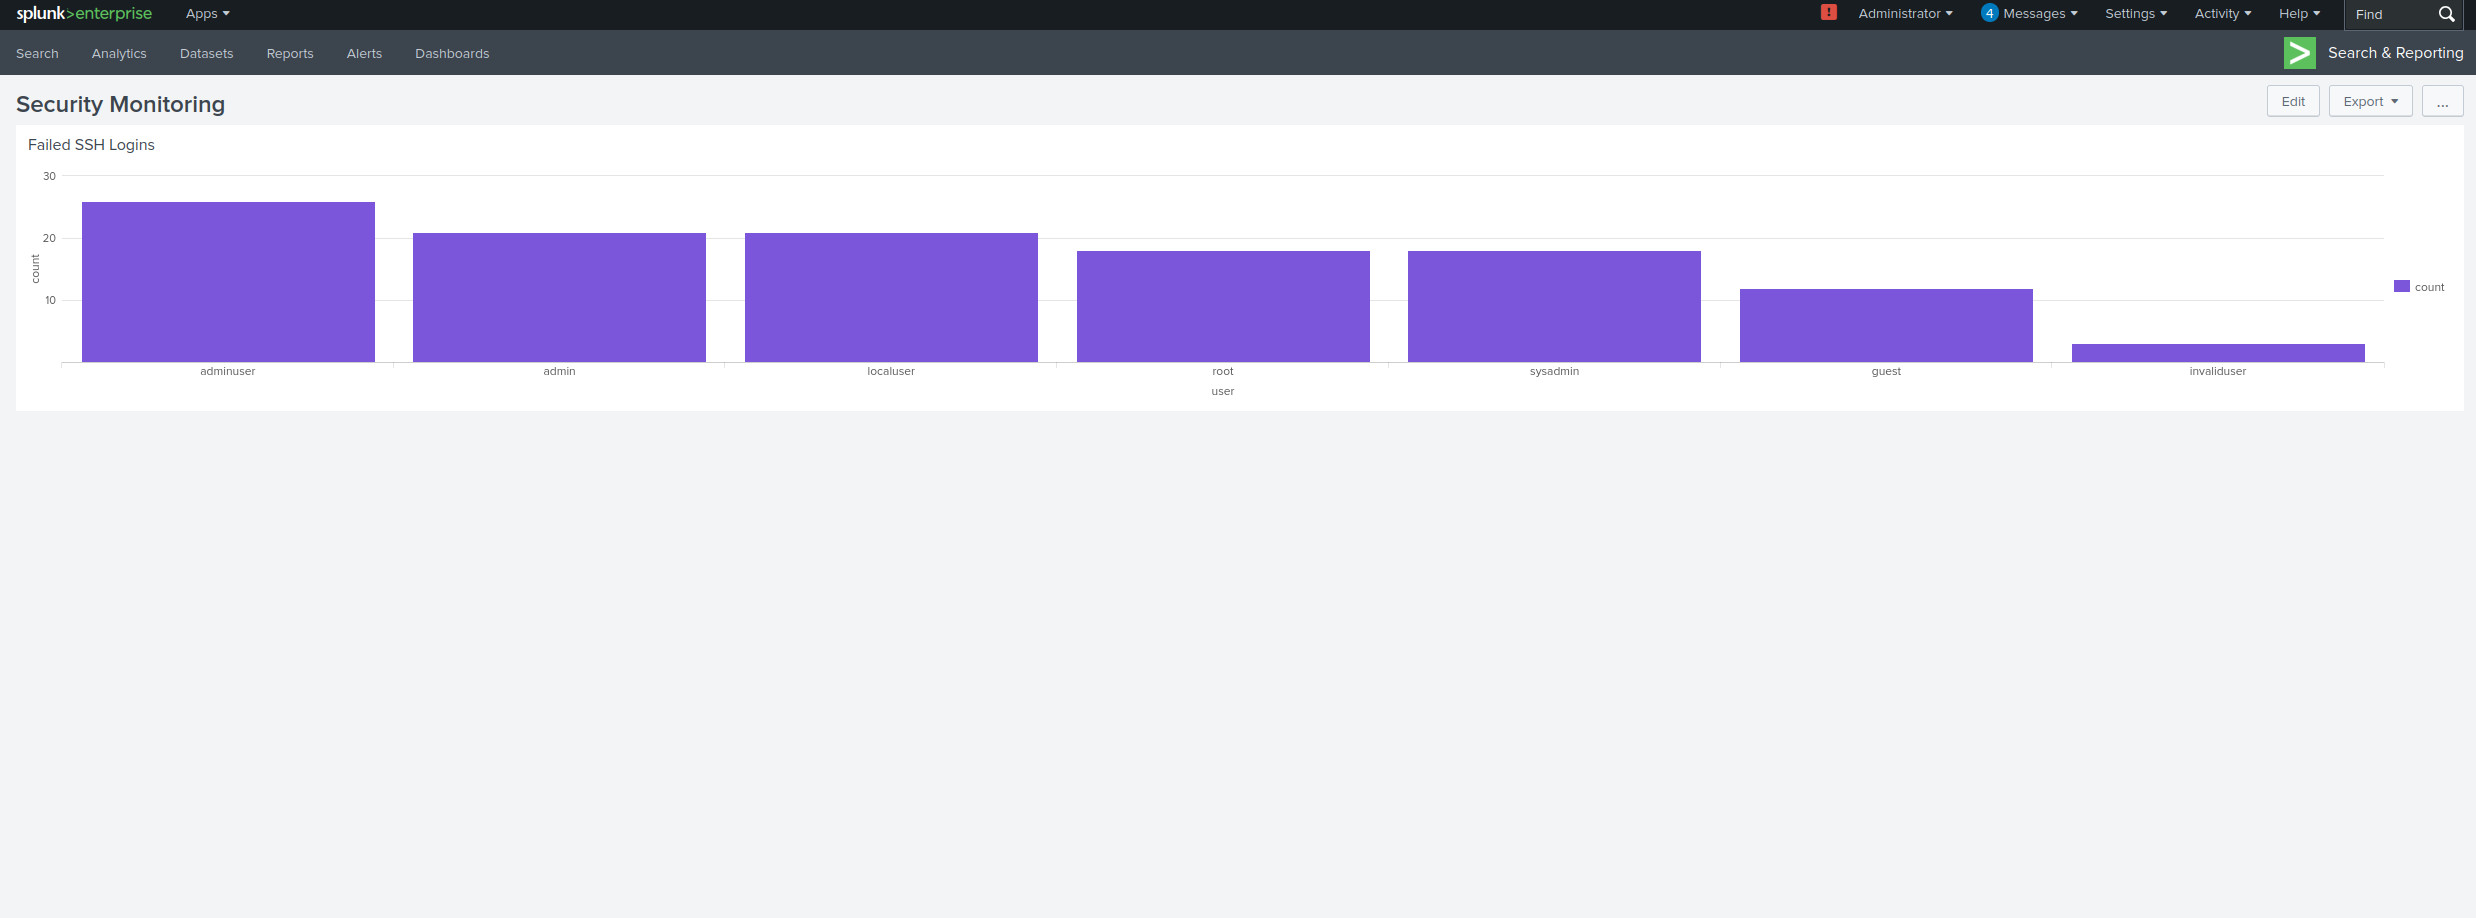 splunk>enterprise Apps ! Administrator 4 Messages Settings Activity Help Find
Search Analytics Datasets Reports Alerts Dashboards > Search & Reporting
Security Monitoring Edit Export ...
Failed SSH Logins
30
20
10
count
count
adminuser admin localuser root sysadmin guest invaliduser
user